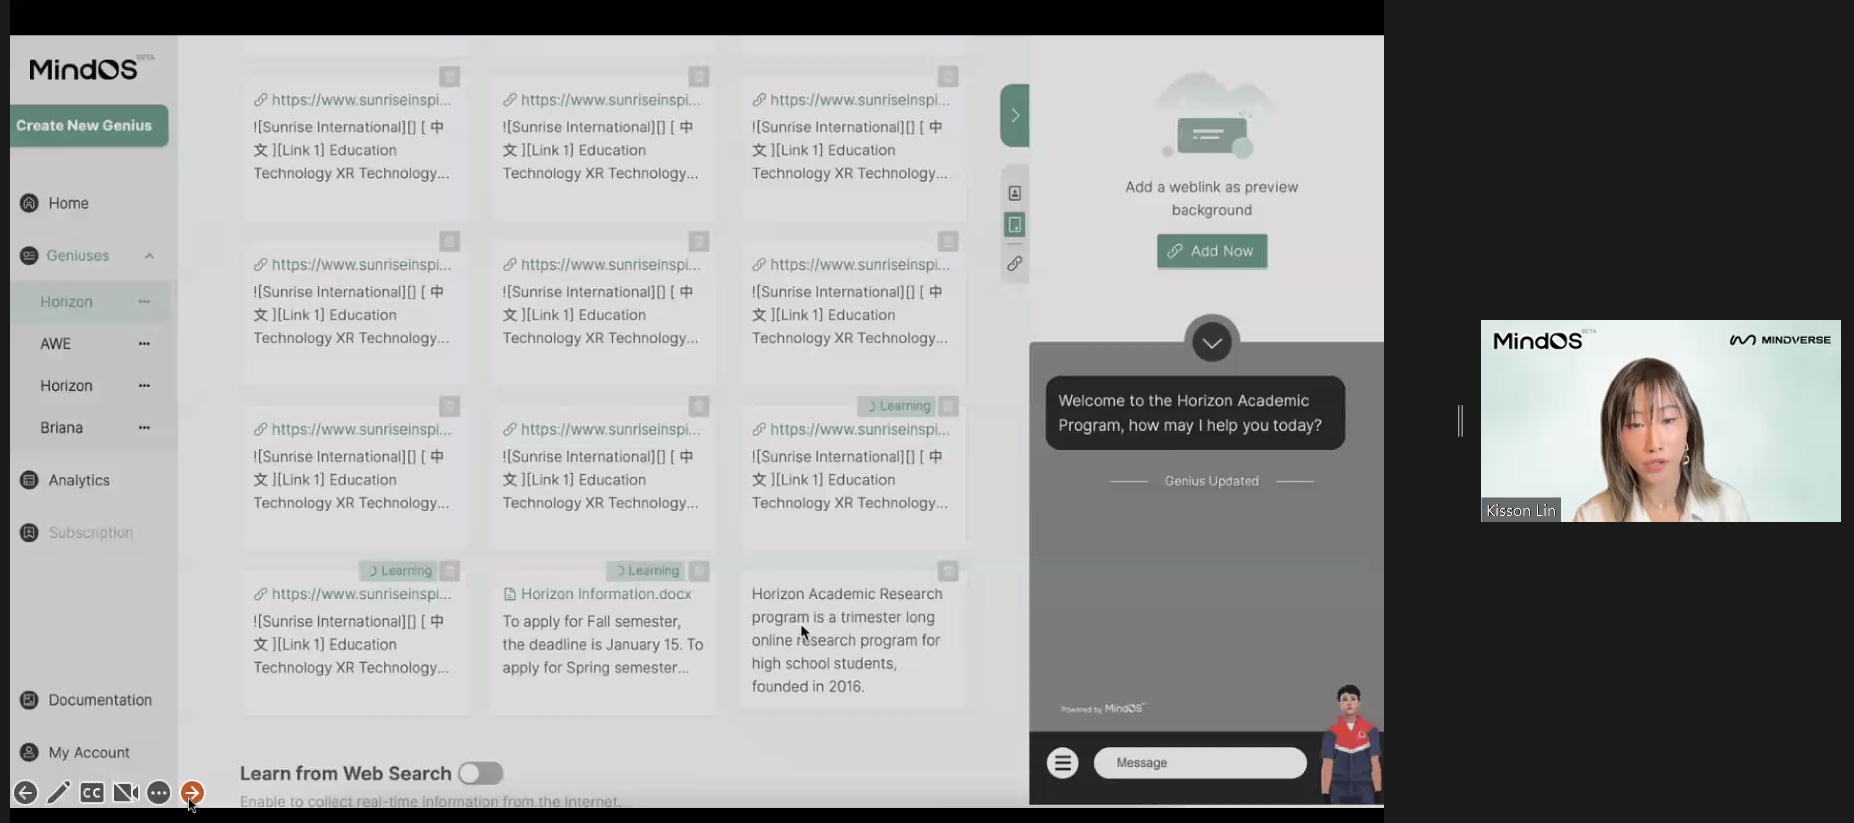 MindOS BETA
Create New Genius
Home
Geniuses
Horizon
AWE
Horizon
Briana
Analytics
Subscription
Documentation
My Account
CC
https://www.sunriseinspi...
![Sunrise International][] [ 中
文 ][Link 1] Education
Technology XR Technology...
https://www.sunriseinspi...
![Sunrise International][] [ 中
文 ][Link 1] Education
Technology XR Technology...
https://www.sunriseinspi...
![Sunrise International][] [ 中
文 ][Link 1] Education
Technology XR Technology...
https://www.sunriseinspi...
![Sunrise International][] [ 中
文 ][Link 1] Education
Technology XR Technology...
https://www.sunriseinspi...
![Sunrise International][] [ 中
文 ][Link 1] Education
Technology XR Technology...
https://www.sunriseinspi...
![Sunrise International][] [ 中
文 ][Link 1] Education
Technology XR Technology...
https://www.sunriseinspi...
![Sunrise International][] [ 中
文 ][Link 1] Education
Technology XR Technology...
https://www.sunriseinspi...
![Sunrise International][] [ 中
文 ][Link 1] Education
Technology XR Technology...
Learning
https://www.sunriseinspi...
![Sunrise International][] [ 中
文 ][Link 1] Education
Technology XR Technology...
Learning
https://www.sunriseinspi...
![Sunrise International][] [ 中
文 ][Link 1] Education
Technology XR Technology...
Learning
Horizon Information.docx
To apply for Fall semester,
the deadline is January 15. To
apply for Spring semester...
Horizon Academic Research
program is a trimester long
online research program for
high school students,
founded in 2016.
Learn from Web Search
Enable to collect real-time information from the Internet.
Add a weblink as preview
background
Add Now
Welcome to the Horizon Academic
Program, how may I help you today?
Genius Updated
Powered by MindOS
Message
MindOS BETA
MINDVERSE
Kisson Lin